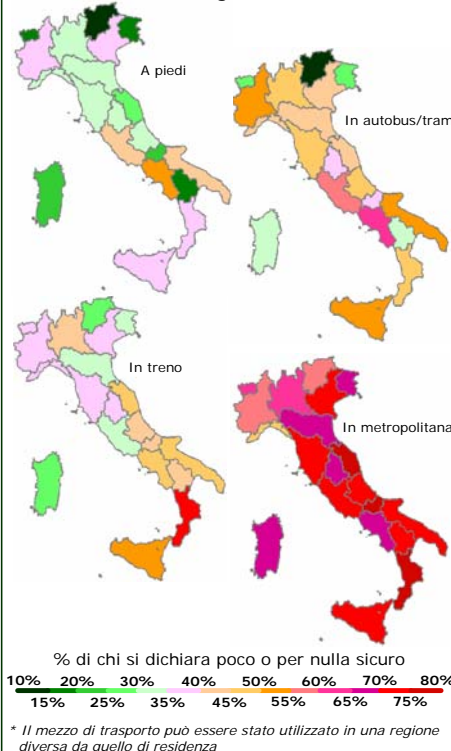 A piedi
In autobus/tram
In treno
In metropolitana
% di chi si dichiara poco o per nulla sicuro
10% 20% 30% 40% 50% 60% 70% 80%
15% 25% 35% 45% 55% 65% 75%
* Il mezzo di trasporto può essere stato utilizzato in una regione
diversa da quello di residenza